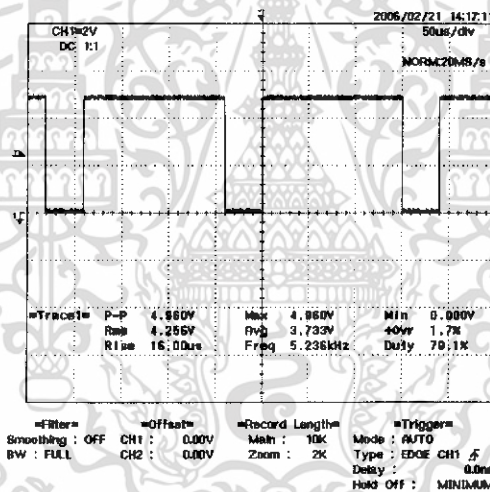 2006/02/21 14:17:11
CH1=2V
DC 1:1
50us/div
NORM:20MS/s
=Trace1= P-P 4.960V Max 4.960V Min 0.000V
Rms 4.256V Avg 3.733V +Ovr 1.7%
Rise 16.00us Freq 5.236kHz Duty 79.1%
=Filter= =Offset= =Record Length= =Trigger=
Smoothing : OFF CH1 : 0.00V Main : 10K Mode : AUTO
BW : FULL CH2 : 0.00V Zoom : 2K Type : EDGE CH1
Delay : 0.0ns
Hold Off : MINIMUM